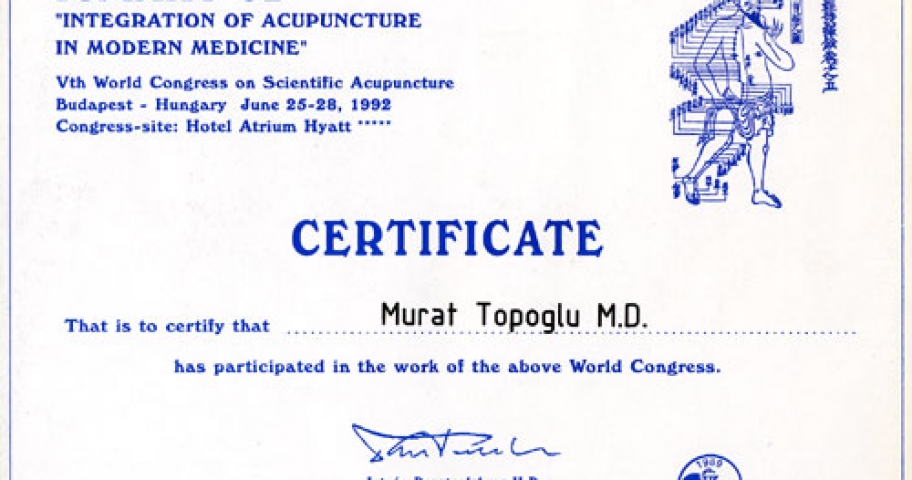 "INTEGRATION OF ACUPUNCTURE
IN MODERN MEDICINE"
Vth World Congress on Scientific Acupuncture
Budapest - Hungary June 25-28, 1992
Congress-site: Hotel Atrium Hyatt *****
CERTIFICATE
That is to certify that Murat Topoglu M.D.
has participated in the work of the above World Congress.
1989